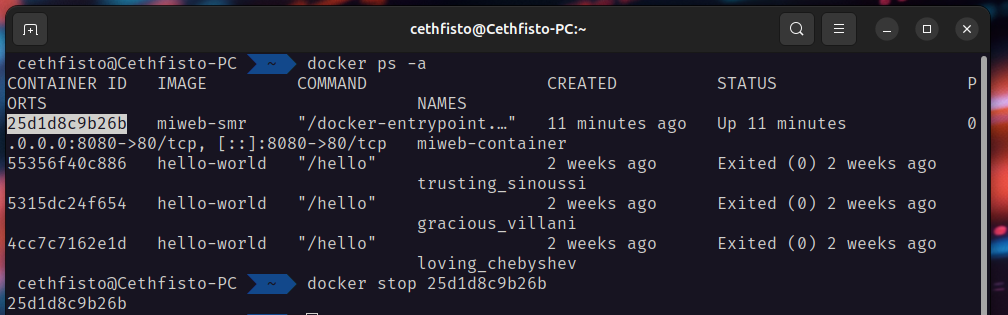 cethfisto@Cethfisto-PC:~
cethfisto@Cethfisto-PC ~ docker ps -a
CONTAINER ID   IMAGE         COMMAND                  CREATED          STATUS                   P
ORTS                                     NAMES
25d1d8c9b26b   miweb-smr     "/docker-entrypoint.…"   11 minutes ago   Up 11 minutes            0
.0.0.0:8080->80/tcp, [::]:8080->80/tcp   miweb-container
55356f40c886   hello-world   "/hello"                 2 weeks ago      Exited (0) 2 weeks ago
trusting_sinoussi
5315dc24f654   hello-world   "/hello"                 2 weeks ago      Exited (0) 2 weeks ago
gracious_villani
4cc7c7162e1d   hello-world   "/hello"                 2 weeks ago      Exited (0) 2 weeks ago
loving_chebyshev
cethfisto@Cethfisto-PC ~ docker stop 25d1d8c9b26b
25d1d8c9b26b